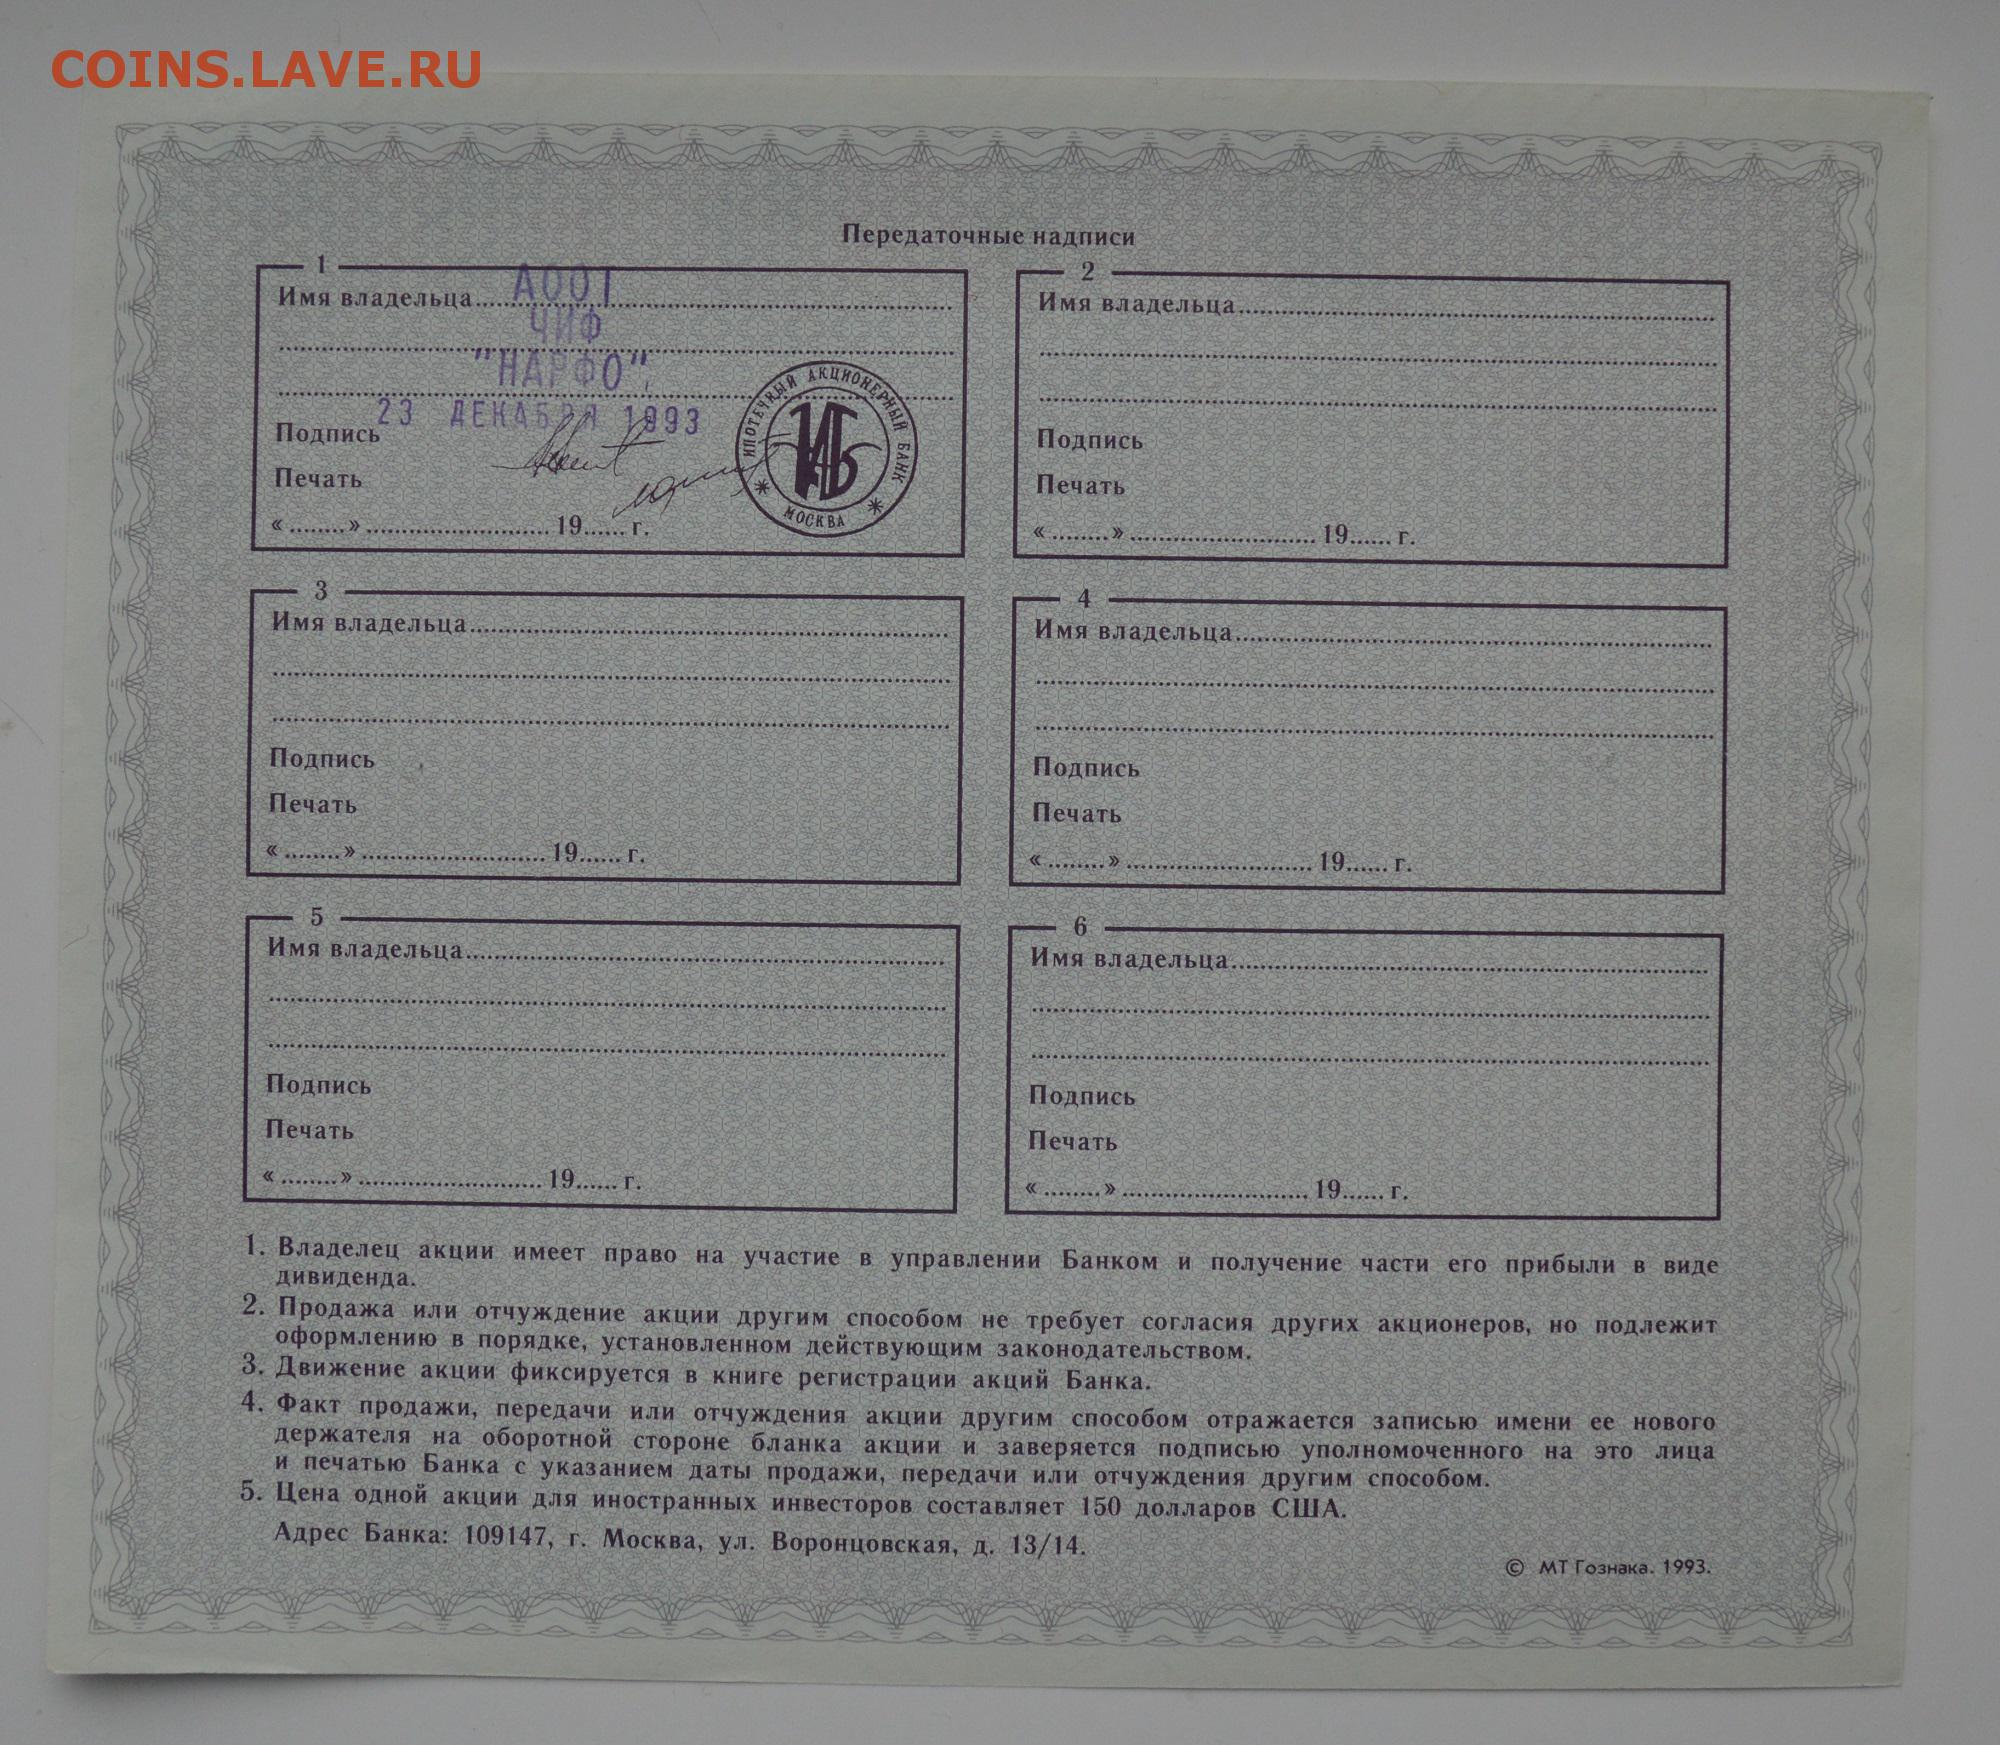 COINS.LAVE.RU
Передаточные надписи
1
Имя владельца
АООТ
ЧИФ
"НАРФО"
23 ДЕКАБРЯ 1993
Подпись
Печать
«........».......................... 19...... г.
ИПОТЕЧНЫЙ АКЦИОНЕРНЫЙ БАНК
ИАБ
МОСКВА
2
Имя владельца
Подпись
Печать
«........».......................... 19...... г.
3
Имя владельца
Подпись
Печать
«........».......................... 19...... г.
4
Имя владельца
Подпись
Печать
«........».......................... 19...... г.
5
Имя владельца
Подпись
Печать
«........».......................... 19...... г.
6
Имя владельца
Подпись
Печать
«........».......................... 19...... г.
1. Владелец акции имеет право на участие в управлении Банком и получение части его прибыли в виде
дивиденда.
2. Продажа или отчуждение акции другим способом не требует согласия других акционеров, но подлежит
оформлению в порядке, установленном действующим законодательством.
3. Движение акции фиксируется в книге регистрации акций Банка.
4. Факт продажи, передачи или отчуждения акции другим способом отражается записью имени ее нового
держателя на оборотной стороне бланка акции и заверяется подписью уполномоченного на это лица
и печатью Банка с указанием даты продажи, передачи или отчуждения другим способом.
5. Цена одной акции для иностранных инвесторов составляет 150 долларов США.
Адрес Банка: 109147, г. Москва, ул. Воронцовская, д. 13/14.
© МТ Гознака. 1993.